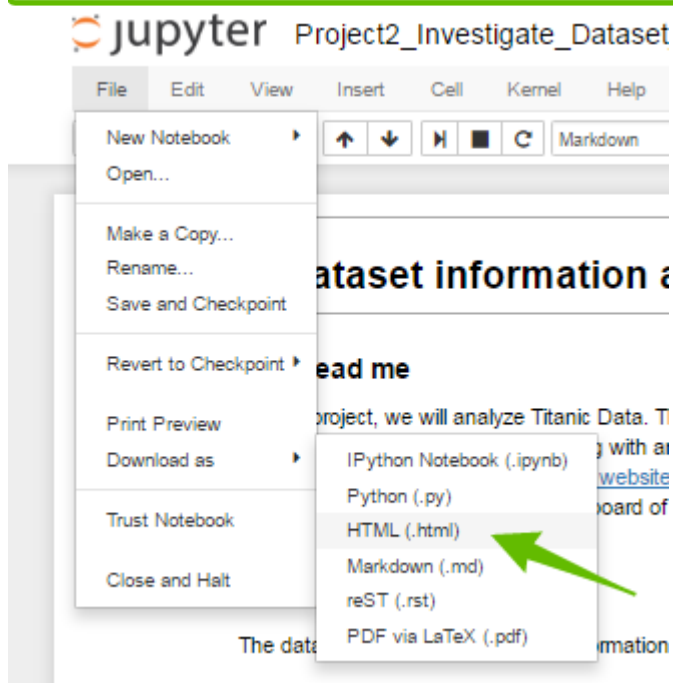 jupyter Project2_Investigate_Dataset
File Edit View Insert Cell Kernel Help
New Notebook
Markdown
Open...
Make a Copy...
Rename...
Save and Checkpoint
ataset information a
Revert to Checkpoint
ead me
Print Preview
project, we will analyze Titanic Data.
Download as
with
website
board of
IPython Notebook (.ipynb)
Python (.py)
HTML (.html)
Markdown (.md)
reST (.rst)
PDF via LaTeX (.pdf)
Trust Notebook
Close and Halt
The data
rmation